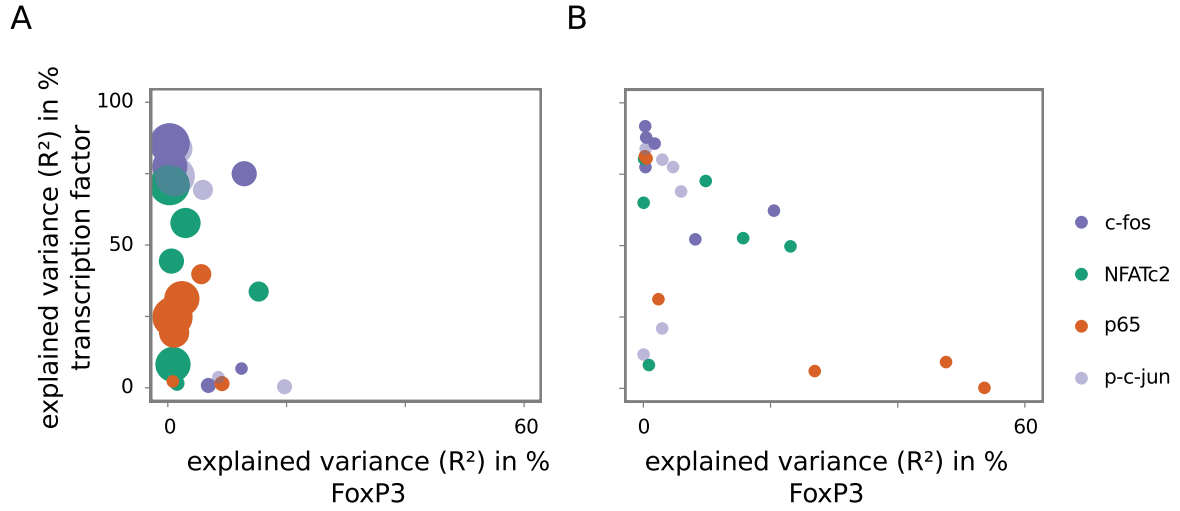 A
B
explained variance (R²) in %
transcription factor
100
50
0
0
60
explained variance (R²) in %
FoxP3
0
60
explained variance (R²) in %
FoxP3
c-fos
NFATc2
p65
p-c-jun